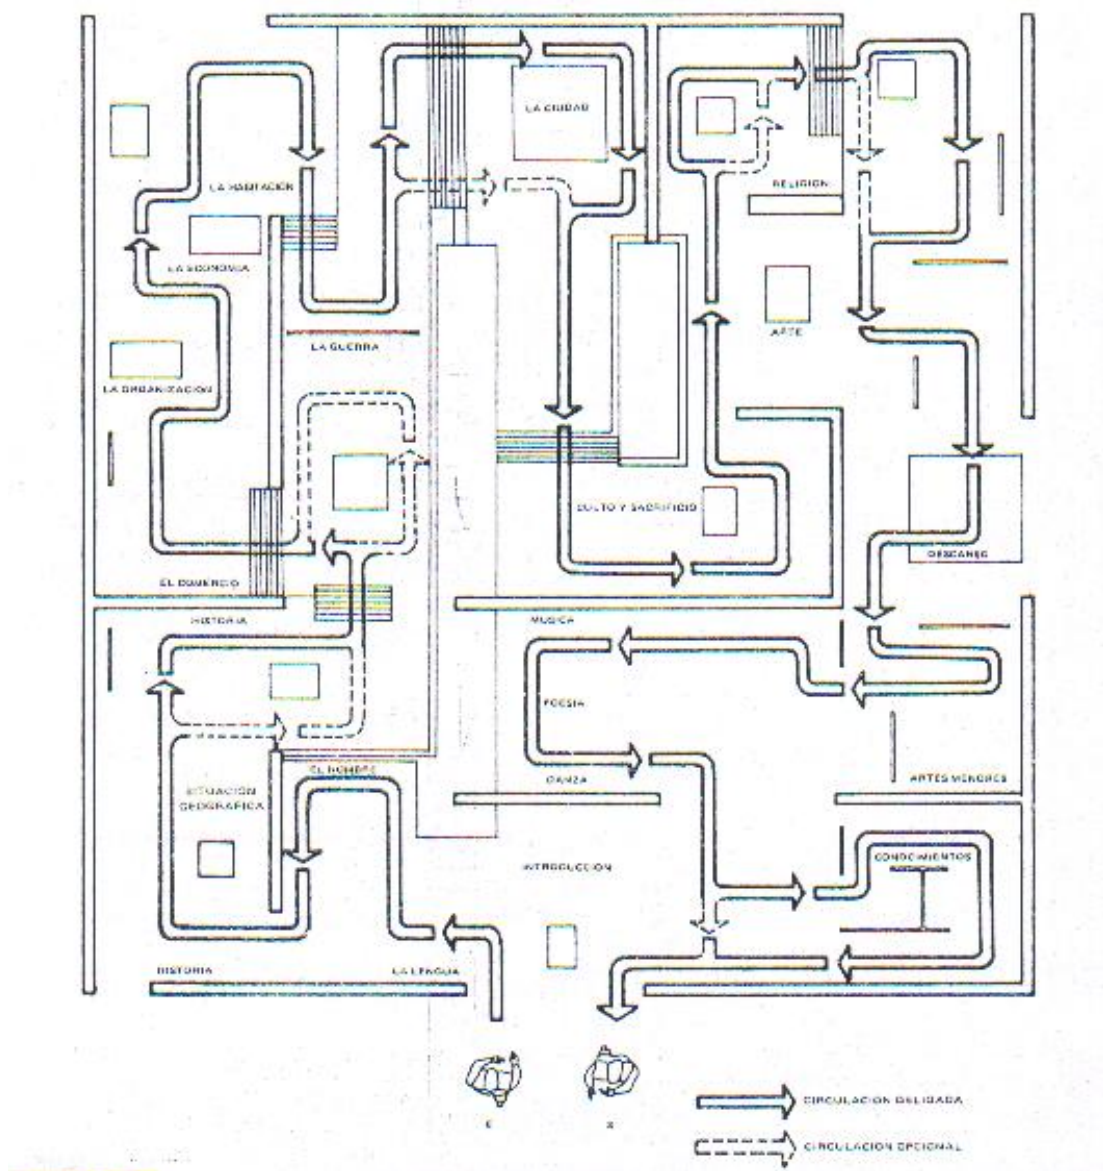 LA CIUDAD
LA HABITACION
RELIGION
LA ECONOMIA
ARTE
LA GUERRA
LA ORGANIZACION
CULTO Y SACRIFICIO
DESCANSO
EL COMERCIO
HISTORIA
MUSICA
POESIA
EL HOMBRE
DANZA
ARTES MENORES
SITUACION
GEOGRAFICA
INTRODUCCION
CONOCIMIENTOS
HISTORIA
LA LENGUA
E
S
CIRCULACION OBLIGADA
CIRCULACION OPCIONAL